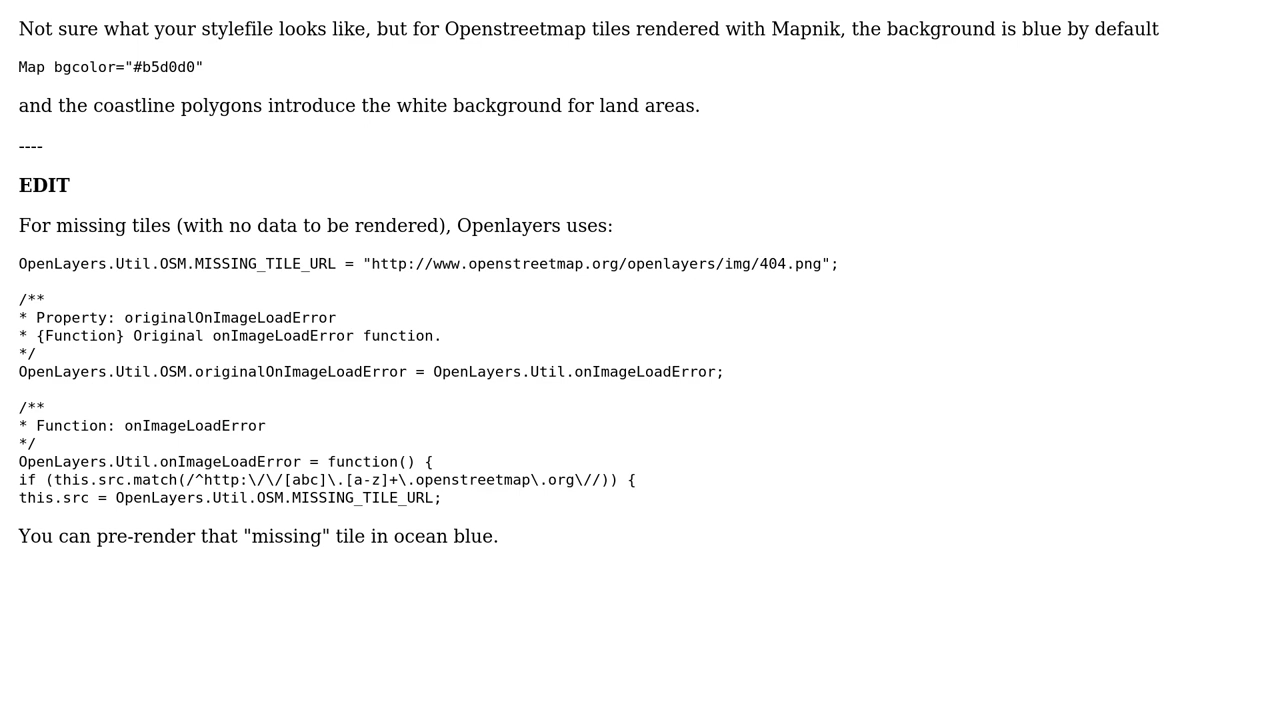 Not sure what your stylefile looks like, but for Openstreetmap tiles rendered with Mapnik, the background is blue by default
Map bgcolor="#b5d0d0"
and the coastline polygons introduce the white background for land areas.
----
EDIT
For missing tiles (with no data to be rendered), Openlayers uses:
OpenLayers.Util.OSM.MISSING_TILE_URL = "http://www.openstreetmap.org/openlayers/img/404.png";
/**
* Property: originalOnImageLoadError
* {Function} Original onImageLoadError function.
*/
OpenLayers.Util.OSM.originalOnImageLoadError = OpenLayers.Util.onImageLoadError;
/**
* Function: onImageLoadError
*/
OpenLayers.Util.onImageLoadError = function() {
if (this.src.match(/^http:\/\/[abc]\.[a-z]+\.openstreetmap\.org\//)) {
this.src = OpenLayers.Util.OSM.MISSING_TILE_URL;
You can pre-render that "missing" tile in ocean blue.